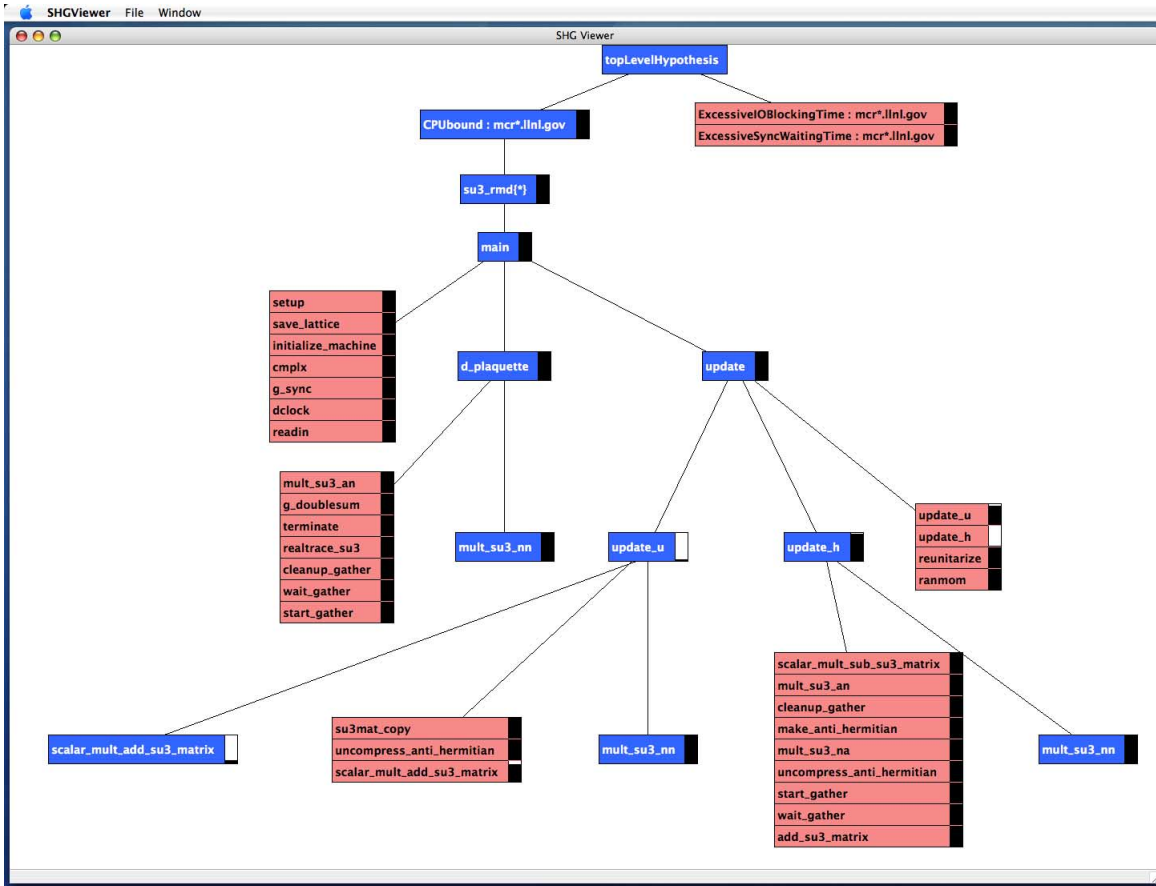 SHGViewer File Window
SHG Viewer
topLevelHypothesis
CPUbound : mcr*.llnl.gov
ExcessiveIOBlockingTime : mcr*.llnl.gov
ExcessiveSyncWaitingTime : mcr*.llnl.gov
su3_rmd{*}
main
setup
save_lattice
initialize_machine
cmplx
g_sync
dclock
readin
d_plaquette
update
mult_su3_an
g_doublesum
terminate
realtrace_su3
cleanup_gather
wait_gather
start_gather
mult_su3_nn
update_u
update_h
update_u
update_h
reunitarize
ranmom
scalar_mult_add_su3_matrix
su3mat_copy
uncompress_anti_hermitian
scalar_mult_add_su3_matrix
mult_su3_nn
scalar_mult_sub_su3_matrix
mult_su3_an
cleanup_gather
make_anti_hermitian
mult_su3_na
uncompress_anti_hermitian
start_gather
wait_gather
add_su3_matrix
mult_su3_nn